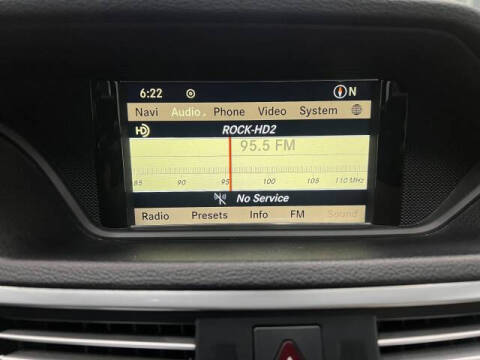 6:22 N
Navi Audio Phone Video System
HD ROCK-HD2
95.5 FM
85 90 95 100 105 110 MHz
No Service
Radio Presets Info FM Sound